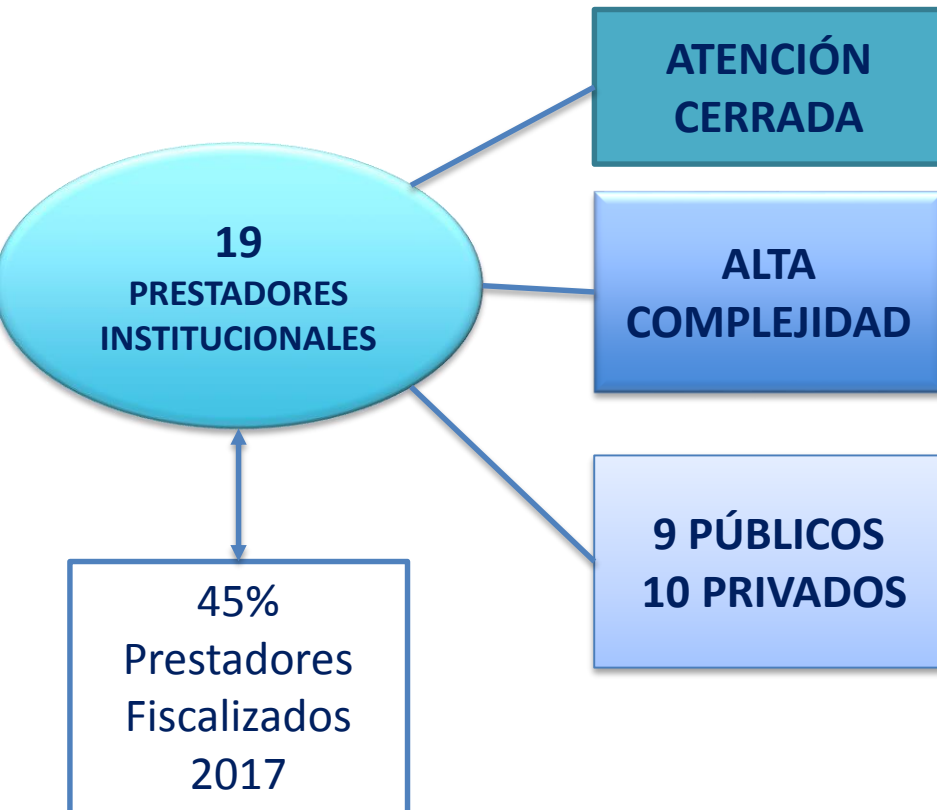 ATENCIÓN
CERRADA
19
PRESTADORES
INSTITUCIONALES
ALTA
COMPLEJIDAD
9 PÚBLICOS
10 PRIVADOS
45%
Prestadores
Fiscalizados
2017